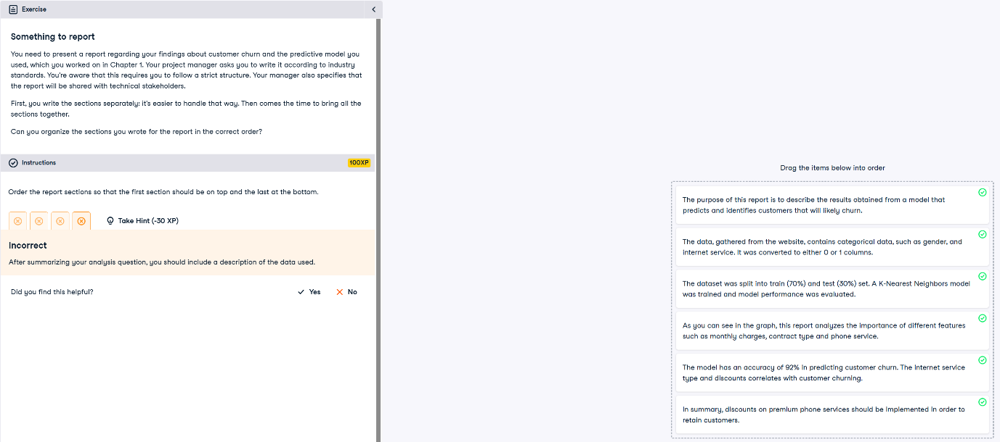 Exercise
Something to report
You need to present a report regarding your findings about customer churn and the predictive model you
used, which you worked on in Chapter 1. Your project manager asks you to write it according to industry
standards. You're aware that this requires you to follow a strict structure. Your manager also specifies that
the report will be shared with technical stakeholders.
First, you write the sections separately: it's easier to handle that way. Then comes the time to bring all the
sections together.
Can you organize the sections you wrote for the report in the correct order?
Instructions
100XP
Order the report sections so that the first section should be on top and the last at the bottom.
Take Hint (-30 XP)
Incorrect
After summarizing your analysis question, you should include a description of the data used.
Did you find this helpful?
Yes
No
Drag the items below into order
The purpose of this report is to describe the results obtained from a model that
predicts and identifies customers that will likely churn.
The data, gathered from the website, contains categorical data, such as gender, and
internet service. It was converted to either 0 or 1 columns.
The dataset was split into train (70%) and test (30%) set. A K-Nearest Neighbors model
was trained and model performance was evaluated.
As you can see in the graph, this report analyzes the importance of different features
such as monthly charges, contract type and phone service.
The model has an accuracy of 92% in predicting customer churn. The internet service
type and discounts correlates with customer churning.
In summary, discounts on premium phone services should be implemented in order to
retain customers.